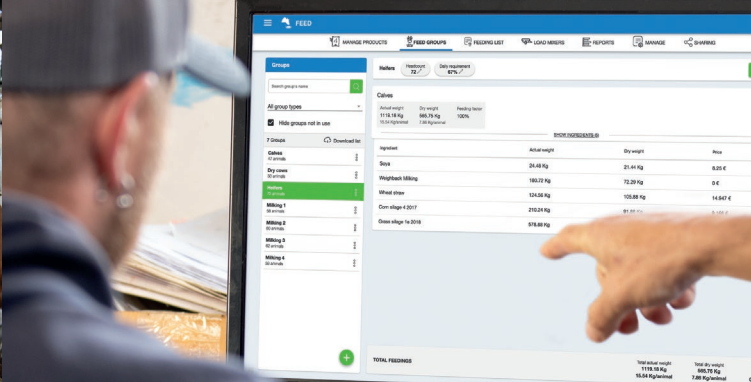 FEED
MANAGE PRODUCTS FEED GROUPS FEEDING LIST LOAD MIXERS REPORTS MANAGE SHARING
Groups
Search group's name
All group types
Hide groups not in use
7 Groups Download list
Calves
Dry cows
Heifers
Milking 1
Milking 2
Milking 3
Milking 4
Heifers
Headcount
72
Daily requirement
67%
Calves
Actual weight Dry weight Feeding factor
1119.18 Kg 565.75 Kg 100%
15.54 Kg/animal 7.86 Kg/animal
SHOW INGREDIENTS (5)
Ingredient Actual weight Dry weight Price
Soya 24.48 Kg 21.44 Kg 8.25 €
Weighback Milking 180.72 Kg 72.29 Kg 0 €
Wheat straw 124.56 Kg 105.88 Kg 14.947 €
Corn silage 4 2017 210.24 Kg
Grass silage 1e 2018 578.88 Kg
TOTAL FEEDINGS
Total actual weight Total dry weight
1119.18 Kg 565.75 Kg
15.54 Kg/animal 7.86 Kg/animal